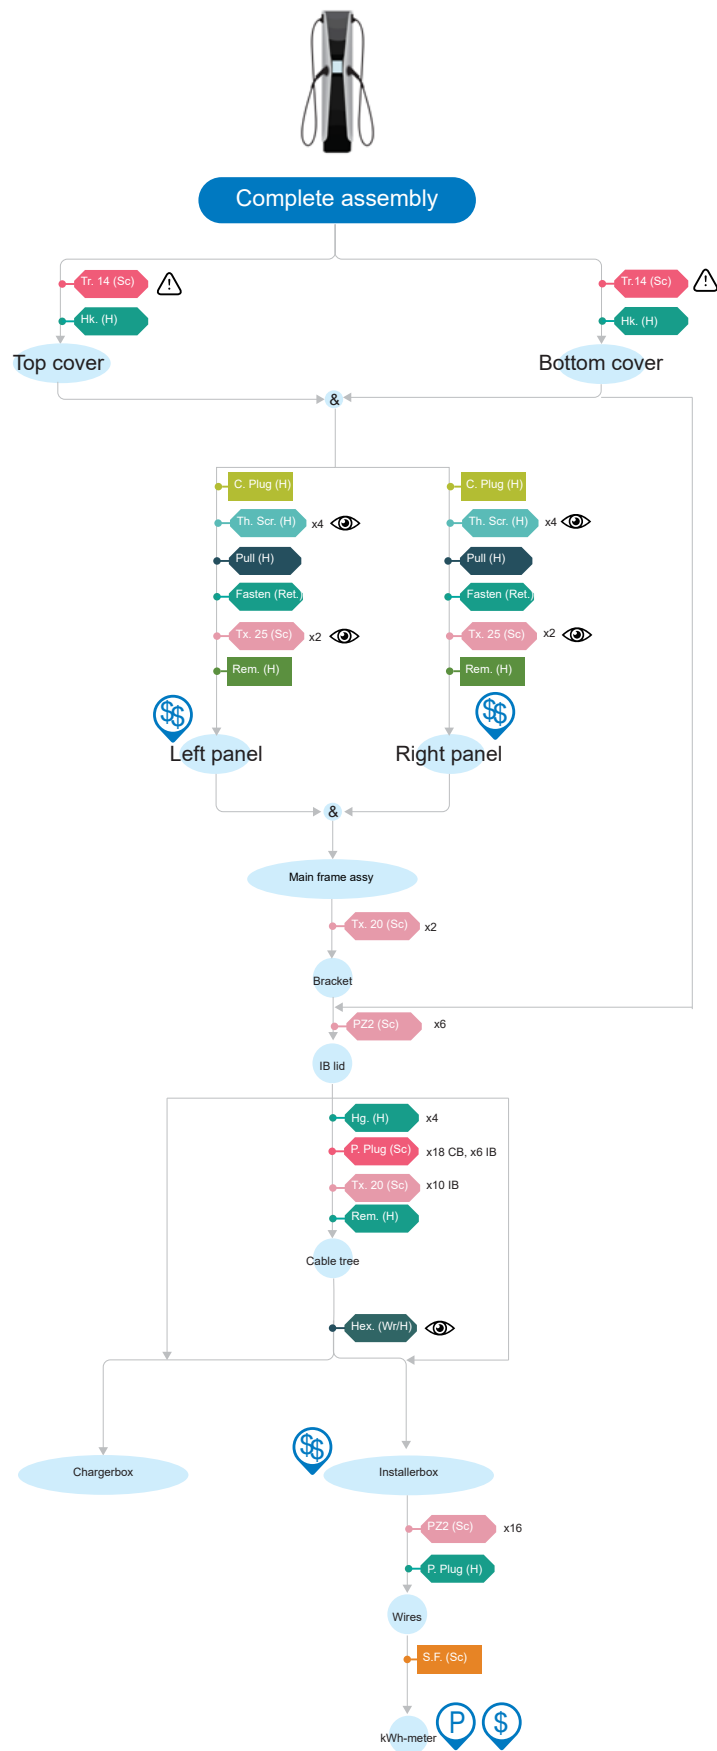 Complete assembly
Tr. 14 (Sc)
Tr.14 (Sc)
Hk. (H)
Hk. (H)
Top cover
Bottom cover
&
C. Plug (H)
C. Plug (H)
Th. Scr. (H) x4
Th. Scr. (H) x4
Pull (H)
Pull (H)
Fasten (Ret.)
Fasten (Ret.)
Tx. 25 (Sc) x2
Tx. 25 (Sc) x2
Rem. (H)
Rem. (H)
$$
$$
Left panel
Right panel
&
Main frame assy
Tx. 20 (Sc) x2
Bracket
PZ2 (Sc) x6
IB lid
Hg. (H) x4
P. Plug (Sc) x18 CB, x6 IB
Tx. 20 (Sc) x10 IB
Rem. (H)
Cable tree
Hex. (Wr/H)
$$
Chargerbox
Installerbox
PZ2 (Sc) x16
P. Plug (H)
Wires
S.F. (Sc)
kWh-meter
P
$